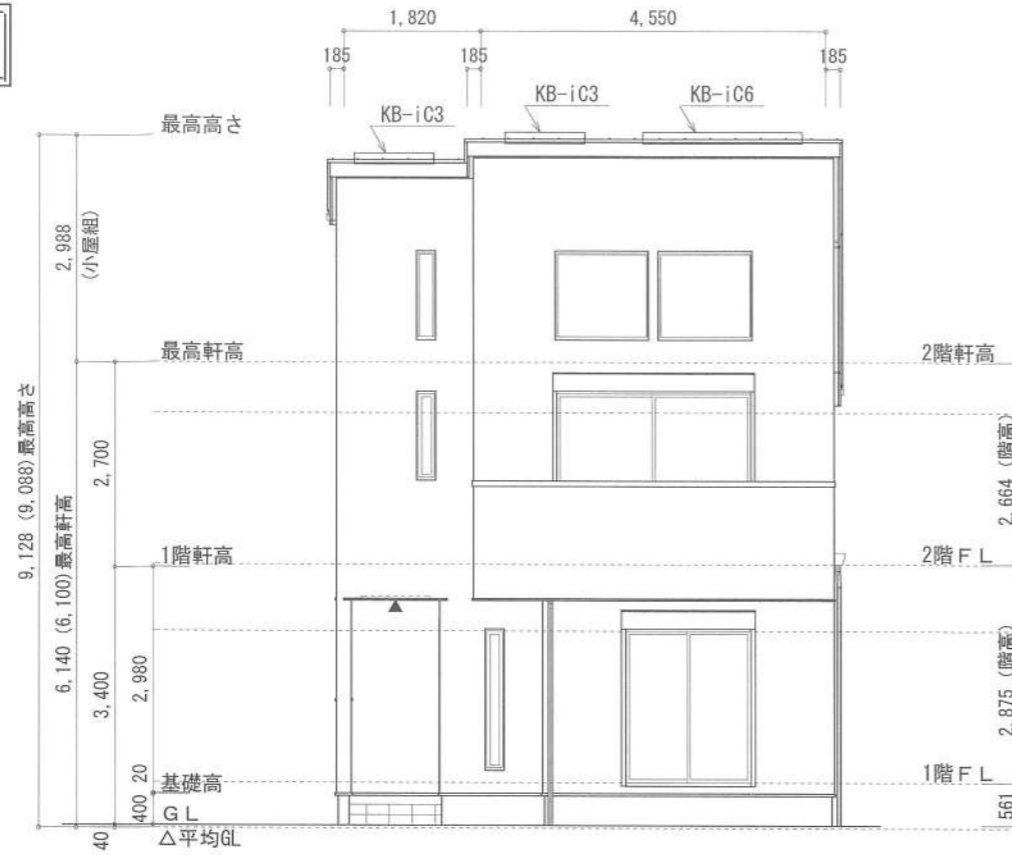 1,820
4,550
185
185
185
KB-iC3
KB-iC3
KB-iC6
最高高さ
2,988
(小屋組)
最高軒高
2階軒高
9,128 (9,088)最高高さ
6,140 (6,100)最高軒高
2,700
2,664 (階高)
1階軒高
2階FL
3,400
2,980
2,875 (階高)
20
基礎高
1階FL
400
GL
561
40
△平均GL